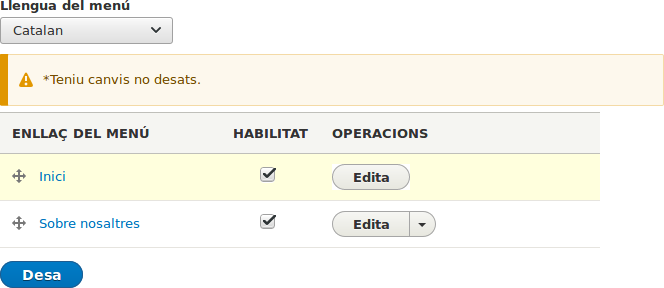 Llengua del menú
Catalan
*Teniu canvis no desats.
ENLLAÇ DEL MENÚ HABILITAT OPERACIONS
Inici Edita
Sobre nosaltres Edita
Desa